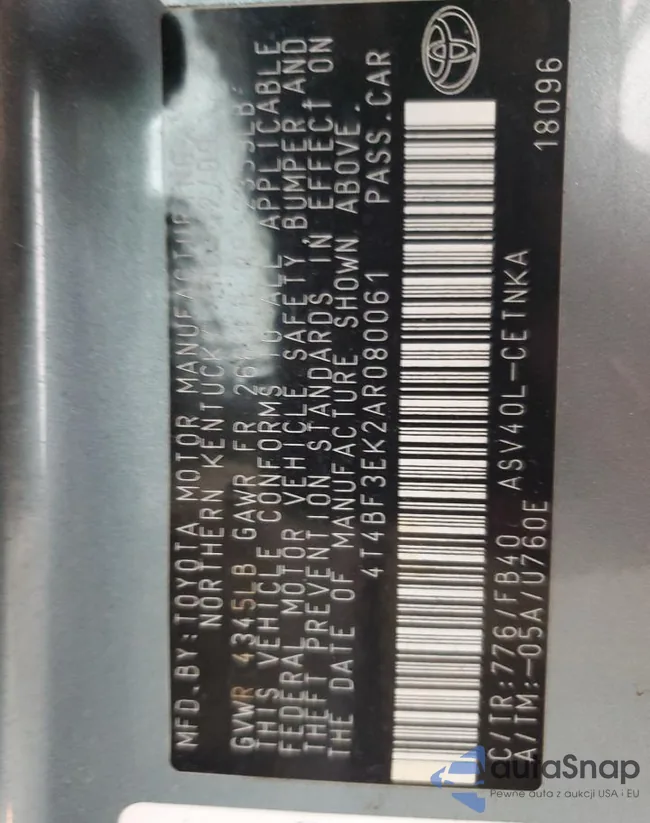 MFD.BY:TOYOTA MOTOR MANUFACTURING
NORTHERN KENTUCKY
GVWR 4345LB GAWR FR
THIS VEHICLE CONFORMS TO ALL APPLICABLE
FEDERAL MOTOR VEHICLE SAFETY, BUMPER AND
THEFT PREVENTION STANDARDS IN EFFECT ON
THE DATE OF MANUFACTURE SHOWN ABOVE.
4T4BF3EK2AR080061 PASS.CAR
C/TR:776/FB40 ASV40L-CETNKA 18096
A/TM:-05A/U760E
autaSnap
Pewne auta z aukcji USA i EU